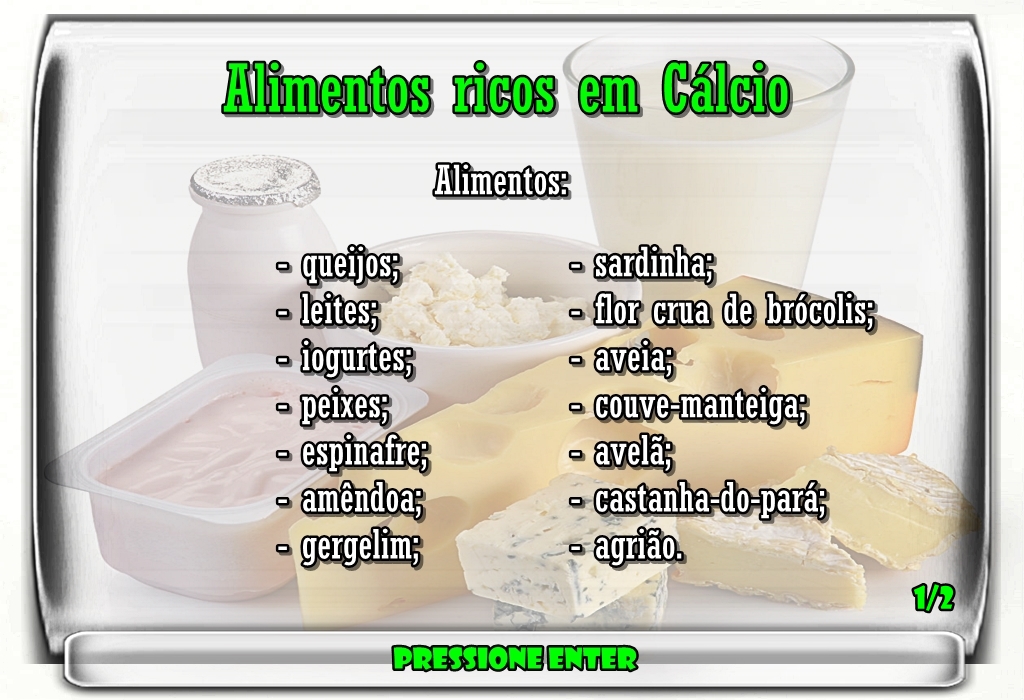 Alimentos ricos em Cálcio
Alimentos:
- queijos;
- leites;
- iogurtes;
- peixes;
- espinafre;
- amêndoa;
- gergelim;
- sardinha;
- flor crua de brócolis;
- aveia;
- couve-manteiga;
- avelã;
- castanha-do-pará;
- agrião.
1/2
PRESSIONE ENTER